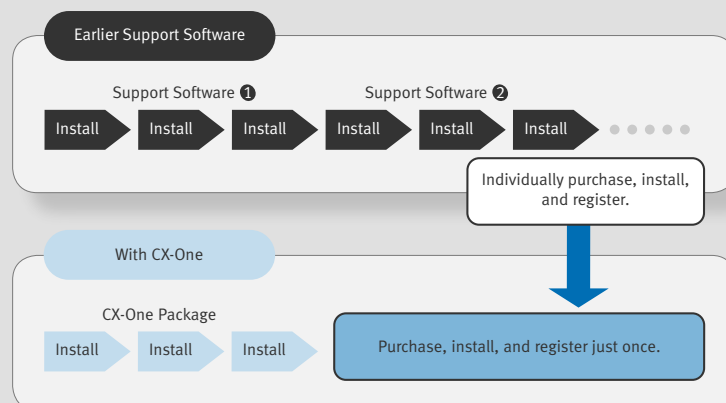 Earlier Support Software
Support Software ❶
Support Software ❷
Install Install Install Install Install Install
Individually purchase, install,
and register.
With CX-One
CX-One Package
Install Install Install
Purchase, install, and register just once.